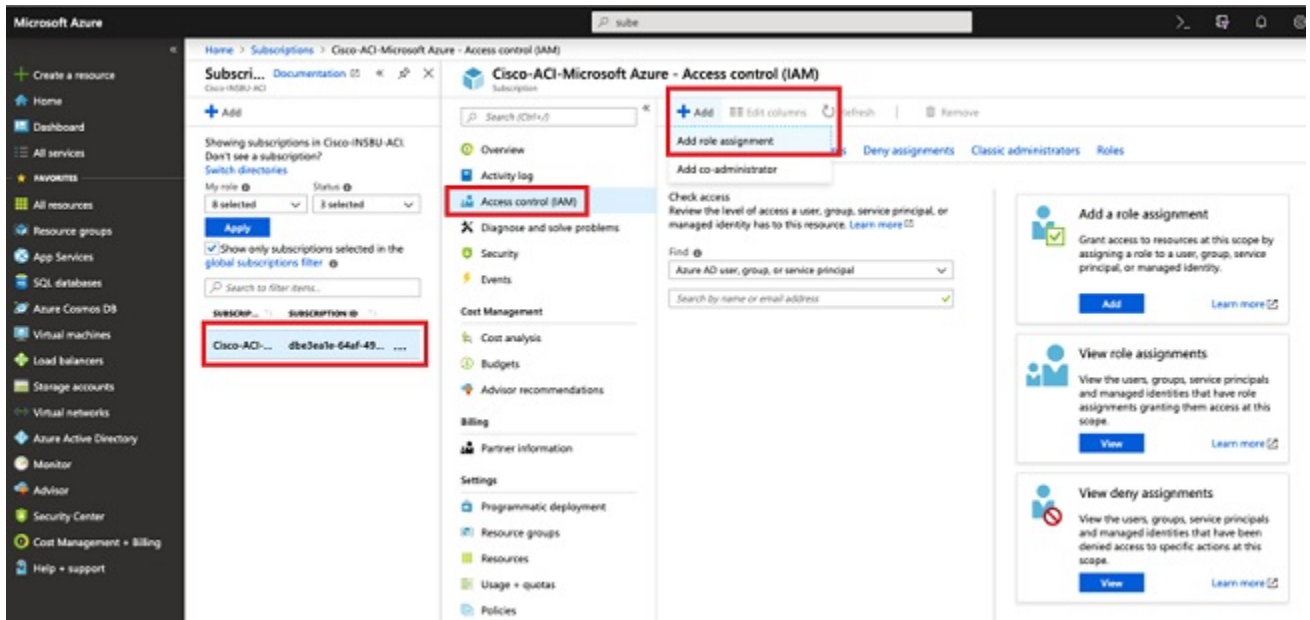 Microsoft Azure
sube
Create a resource
Home
Dashboard
All services
FAVORITES
All resources
Resource groups
App Services
SQL databases
Azure Cosmos DB
Virtual machines
Load balancers
Storage accounts
Virtual networks
Azure Active Directory
Monitor
Advisor
Security Center
Cost Management + Billing
Help + support
Home > Subscriptions > Cisco-ACI-Microsoft Azure - Access control (IAM)
Subscri... Documentation
Cisco-INSBU-ACI
Add
Showing subscriptions in Cisco-INSBU-ACI.
Don't see a subscription?
Switch directories
My role Status
8 selected 3 selected
Apply
Show only subscriptions selected in the
global subscriptions filter
Search to filter items...
SUBSCRIP... SUBSCRIPTION ID
Cisco-ACI-... dbe3ea1e-64af-49... ...
Cisco-ACI-Microsoft Azure - Access control (IAM)
Subscription
Search (Ctrl+/)
Overview
Activity log
Access control (IAM)
Diagnose and solve problems
Security
Events
Cost Management
Cost analysis
Budgets
Advisor recommendations
Billing
Partner information
Settings
Programmatic deployment
Resource groups
Resources
Usage + quotas
Policies
Add Edit columns Refresh Remove
Add role assignment
Add co-administrator
Deny assignments Classic administrators Roles
Check access
Review the level of access a user, group, service principal, or
managed identity has to this resource. Learn more
Find
Azure AD user, group, or service principal
Search by name or email address
Add a role assignment
Grant access to resources at this scope by
assigning a role to a user, group, service
principal, or managed identity.
Add Learn more
View role assignments
View the users, groups, service principals
and managed identities that have role
assignments granting them access at this
scope.
View Learn more
View deny assignments
View the users, groups, service principals
and managed identities that have been
denied access to specific actions at this
scope.
View Learn more